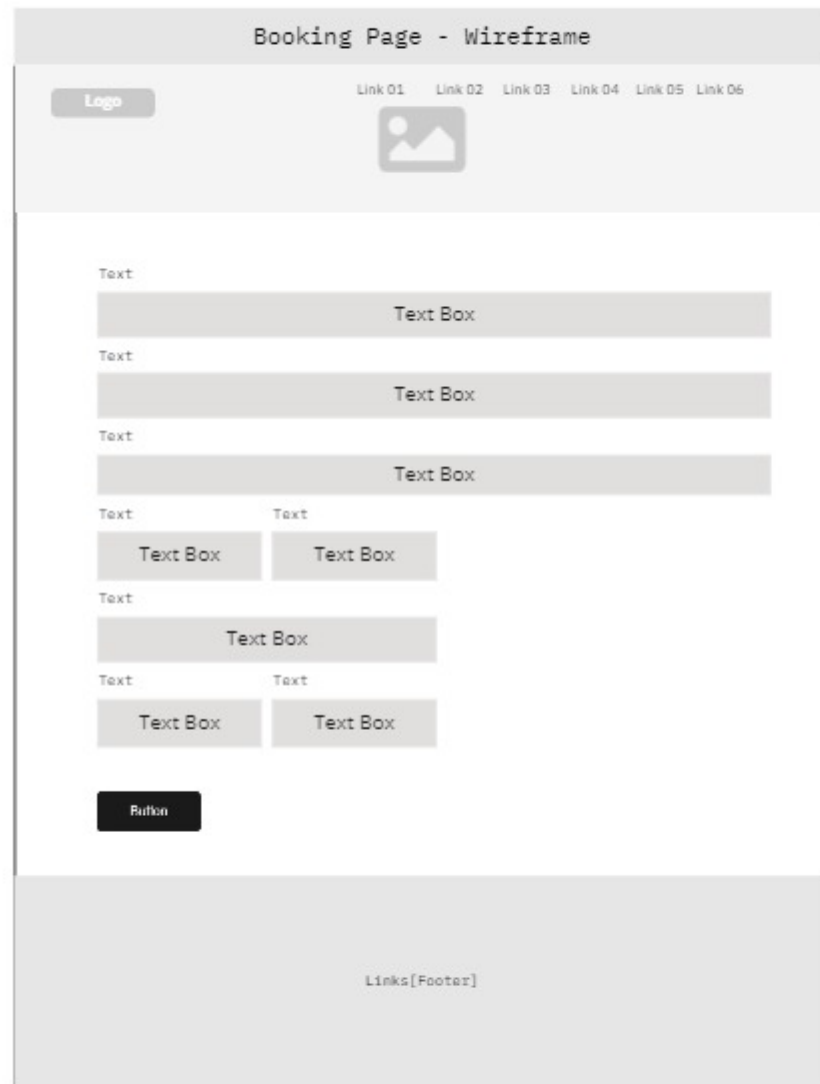 Booking Page - Wireframe
Logo
Link 01 Link 02 Link 03 Link 04 Link 05 Link 06
Text
Text Box
Text
Text Box
Text
Text Box
Text Text
Text Box Text Box
Text
Text Box
Text Text
Text Box Text Box
Button
Links[Footer]